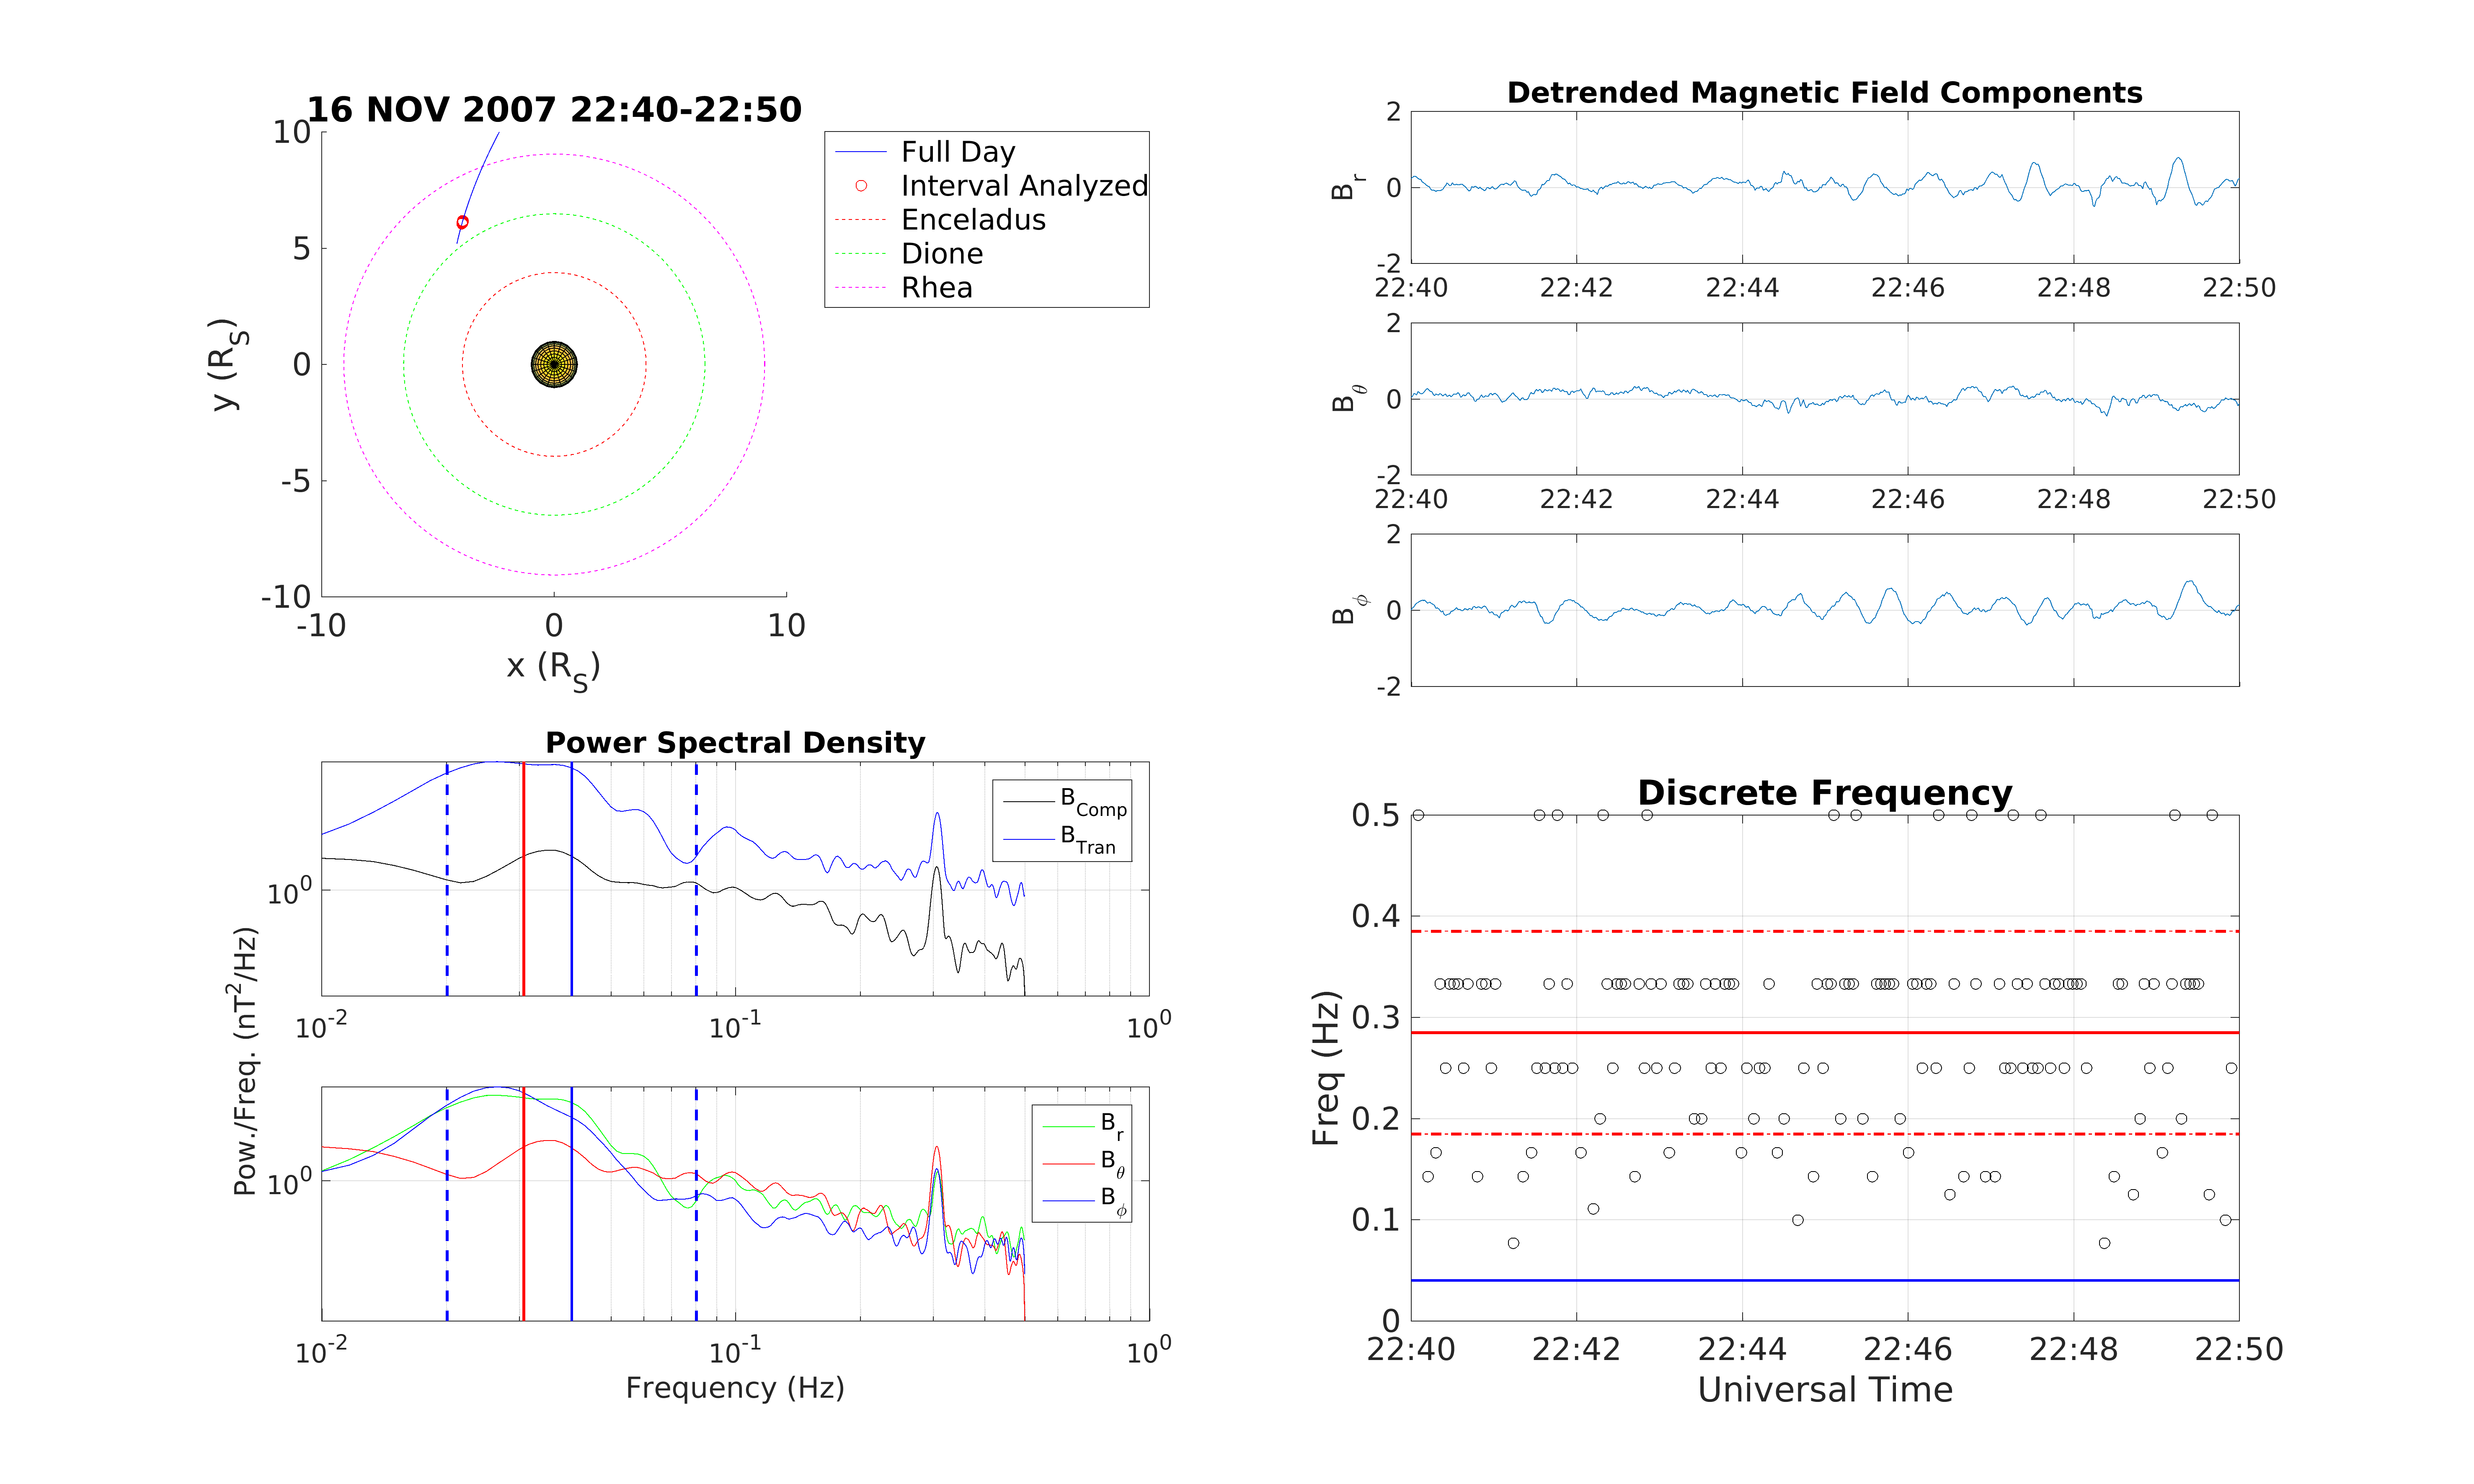 16 NOV 2007 22:40-22:50
10
5
0
-5
-10
y (R_S)
-10 0 10
x (R_S)
Full Day
Interval Analyzed
Enceladus
Dione
Rhea
Detrended Magnetic Field Components
2
0
-2
B_r
22:40 22:42 22:44 22:46 22:48 22:50
2
0
-2
B_θ
22:40 22:42 22:44 22:46 22:48 22:50
2
0
-2
B_ϕ
Power Spectral Density
10^0
B_Comp
B_Tran
10^-2 10^-1 10^0
Pow./Freq. (nT^2/Hz)
10^0
B_r
B_θ
B_ϕ
10^-2 10^-1 10^0
Frequency (Hz)
Discrete Frequency
0.5
0.4
0.3
0.2
0.1
0
Freq (Hz)
22:40 22:42 22:44 22:46 22:48 22:50
Universal Time